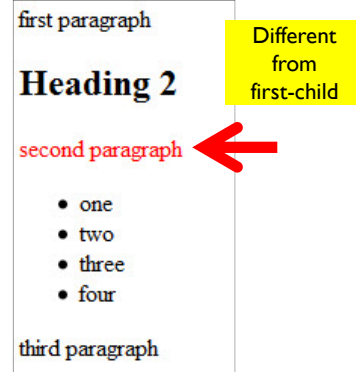 first paragraph
Different
from
first-child
Heading 2
second paragraph
one
two
three
four
third paragraph